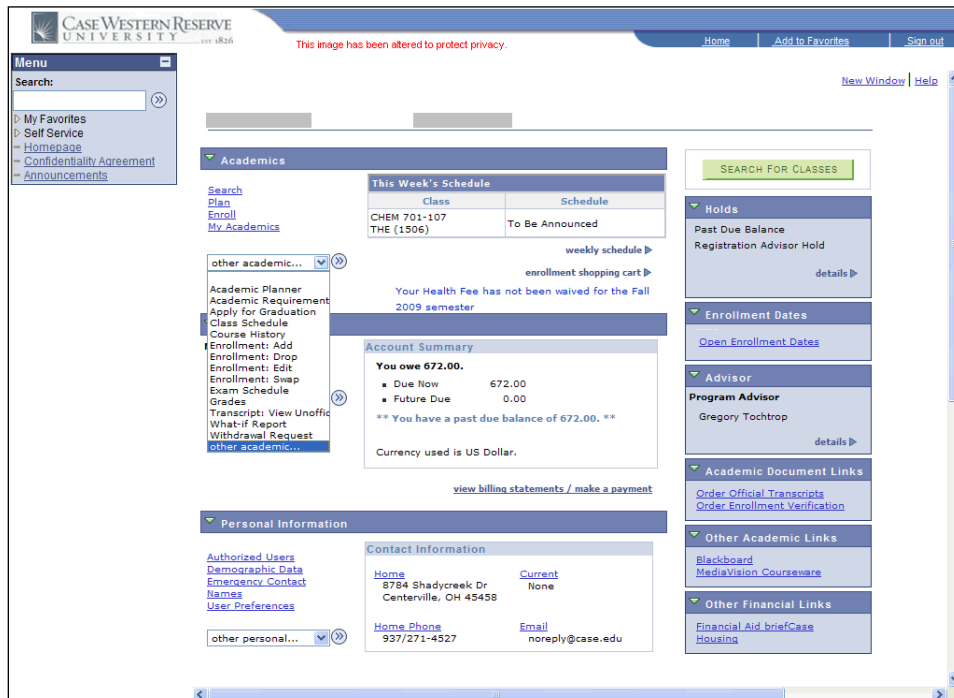 CASE WESTERN RESERVE
UNIVERSITY EST 1826
This image has been altered to protect privacy.
Home
Add to Favorites
Sign out
Menu
Search:
My Favorites
Self Service
Homepage
Confidentiality Agreement
Announcements
New Window
Help
Academics
Search
Plan
Enroll
My Academics
This Week's Schedule
Class
Schedule
CHEM 701-107
THE (1506)
To Be Announced
weekly schedule
enrollment shopping cart
Your Health Fee has not been waived for the Fall
2009 semester
other academic...
Academic Planner
Academic Requirement
Apply for Graduation
Class Schedule
Course History
Enrollment: Add
Enrollment: Drop
Enrollment: Edit
Enrollment: Swap
Exam Schedule
Grades
Transcript: View Unoffic
What-if Report
Withdrawal Request
other academic...
Account Summary
You owe 672.00.
Due Now 672.00
Future Due 0.00
** You have a past due balance of 672.00. **
Currency used is US Dollar.
view billing statements / make a payment
Personal Information
Authorized Users
Demographic Data
Emergency Contact
Names
User Preferences
other personal...
Contact Information
Home
8784 Shadycreek Dr
Centerville, OH 45458
Current
None
Home Phone
937/271-4527
Email
noreply@case.edu
SEARCH FOR CLASSES
Holds
Past Due Balance
Registration Advisor Hold
details
Enrollment Dates
Open Enrollment Dates
Advisor
Program Advisor
Gregory Tochtrop
details
Academic Document Links
Order Official Transcripts
Order Enrollment Verification
Other Academic Links
Blackboard
MediaVision Courseware
Other Financial Links
Financial Aid briefCase
Housing